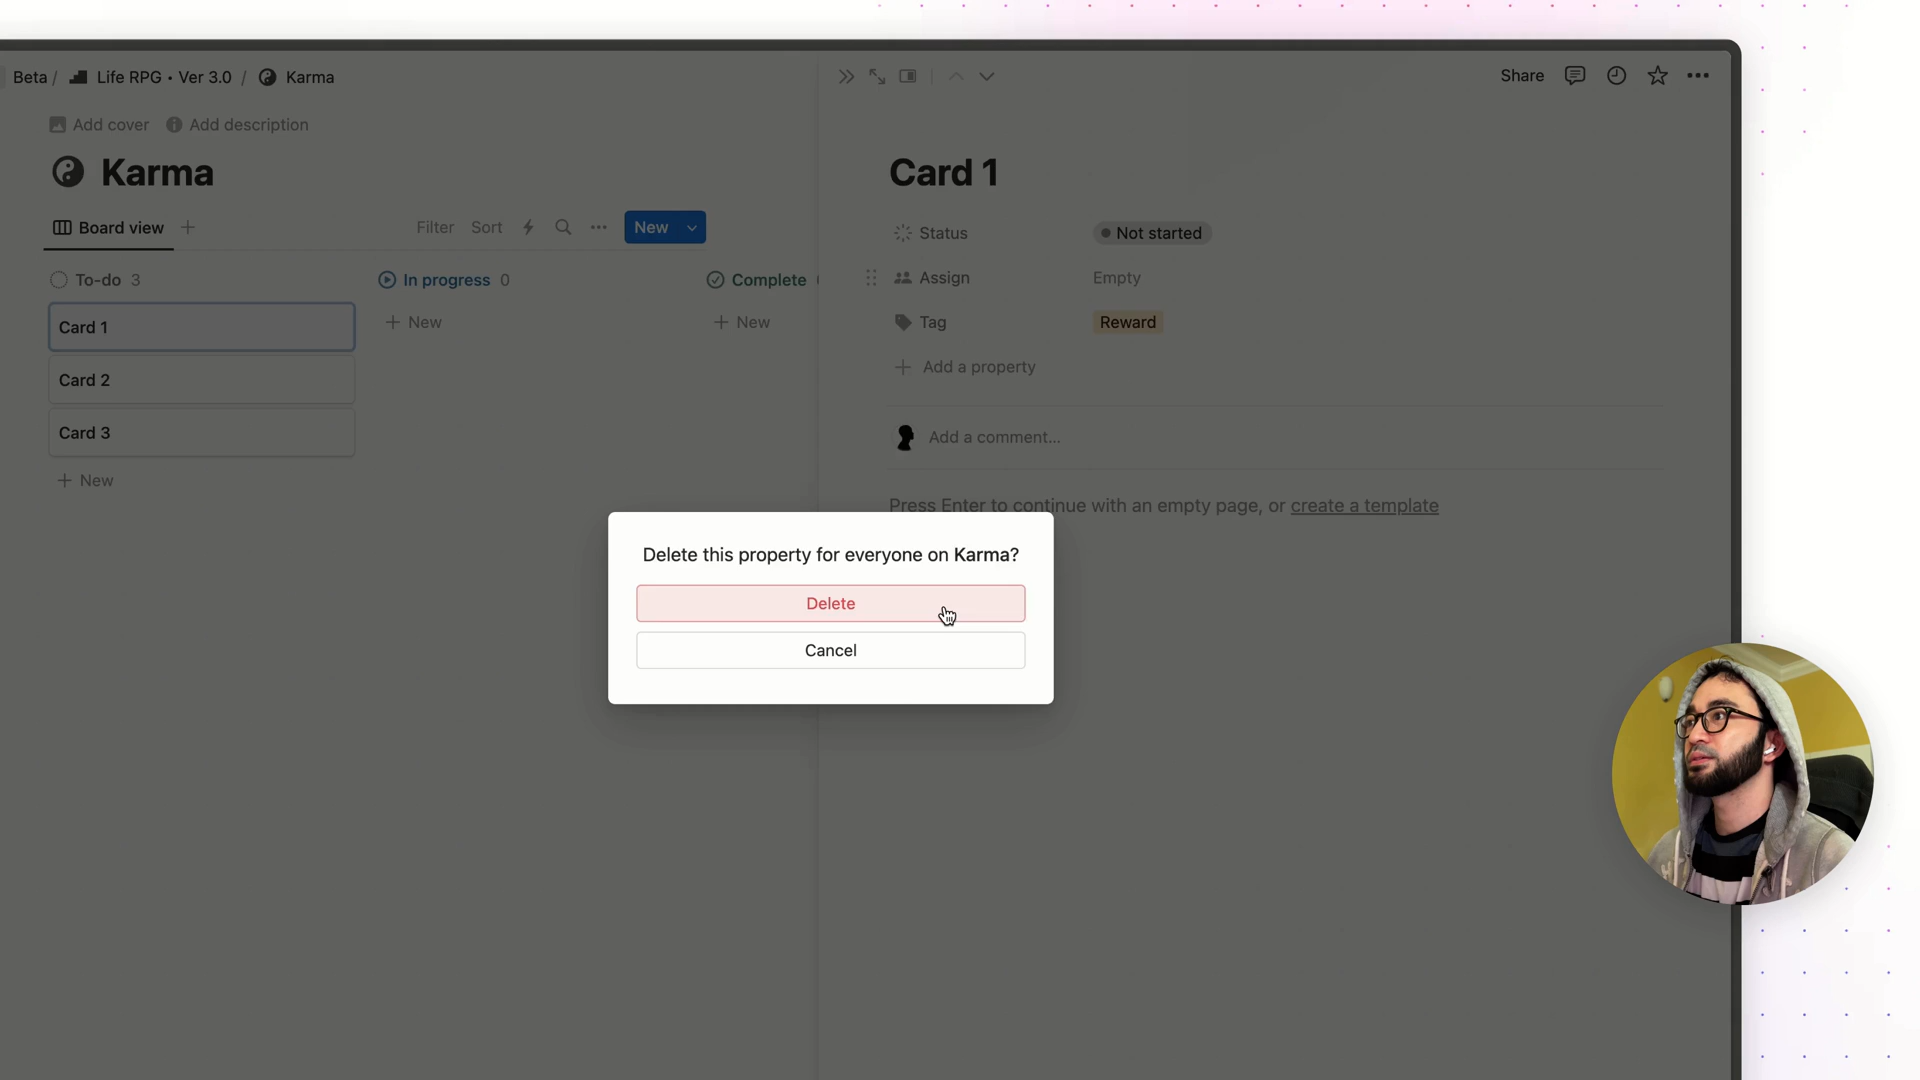 Beta / Life RPG • Ver 3.0 / Karma
Share
Add cover Add description
Karma
Card 1
Board view
Filter Sort New
Status Not started
To-do 3 In progress 0 Complete
Assign Empty
Card 1
New New
Tag Reward
Add a property
Card 2
Card 3
Add a comment...
New
Press Enter to continue with an empty page, or create a template
Delete this property for everyone on Karma?
Delete
Cancel